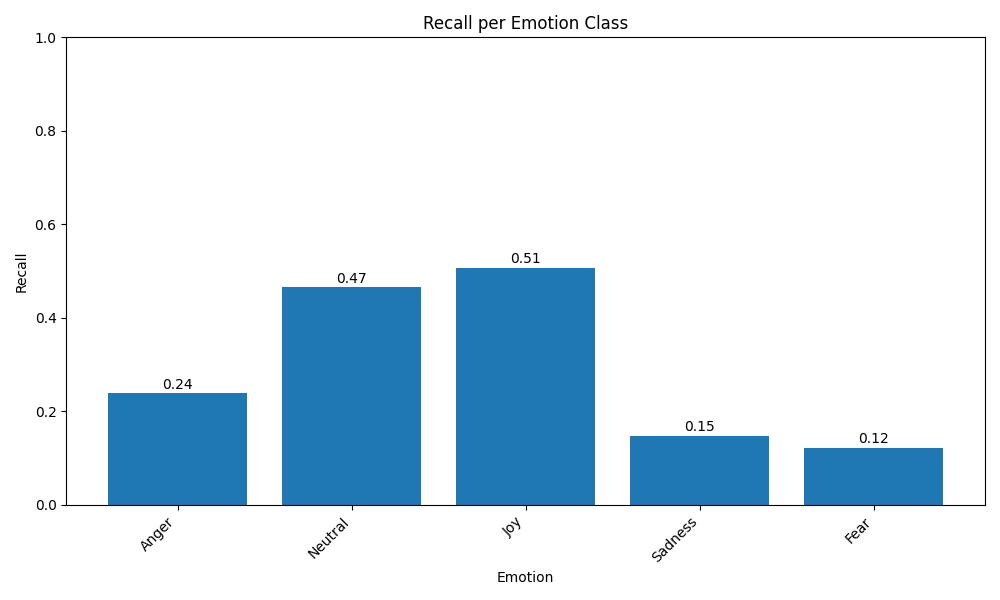 Recall per Emotion Class
1.0
0.8
0.6
0.4
0.2
0.0
Recall
0.24
0.47
0.51
0.15
0.12
Anger
Neutral
Joy
Sadness
Fear
Emotion